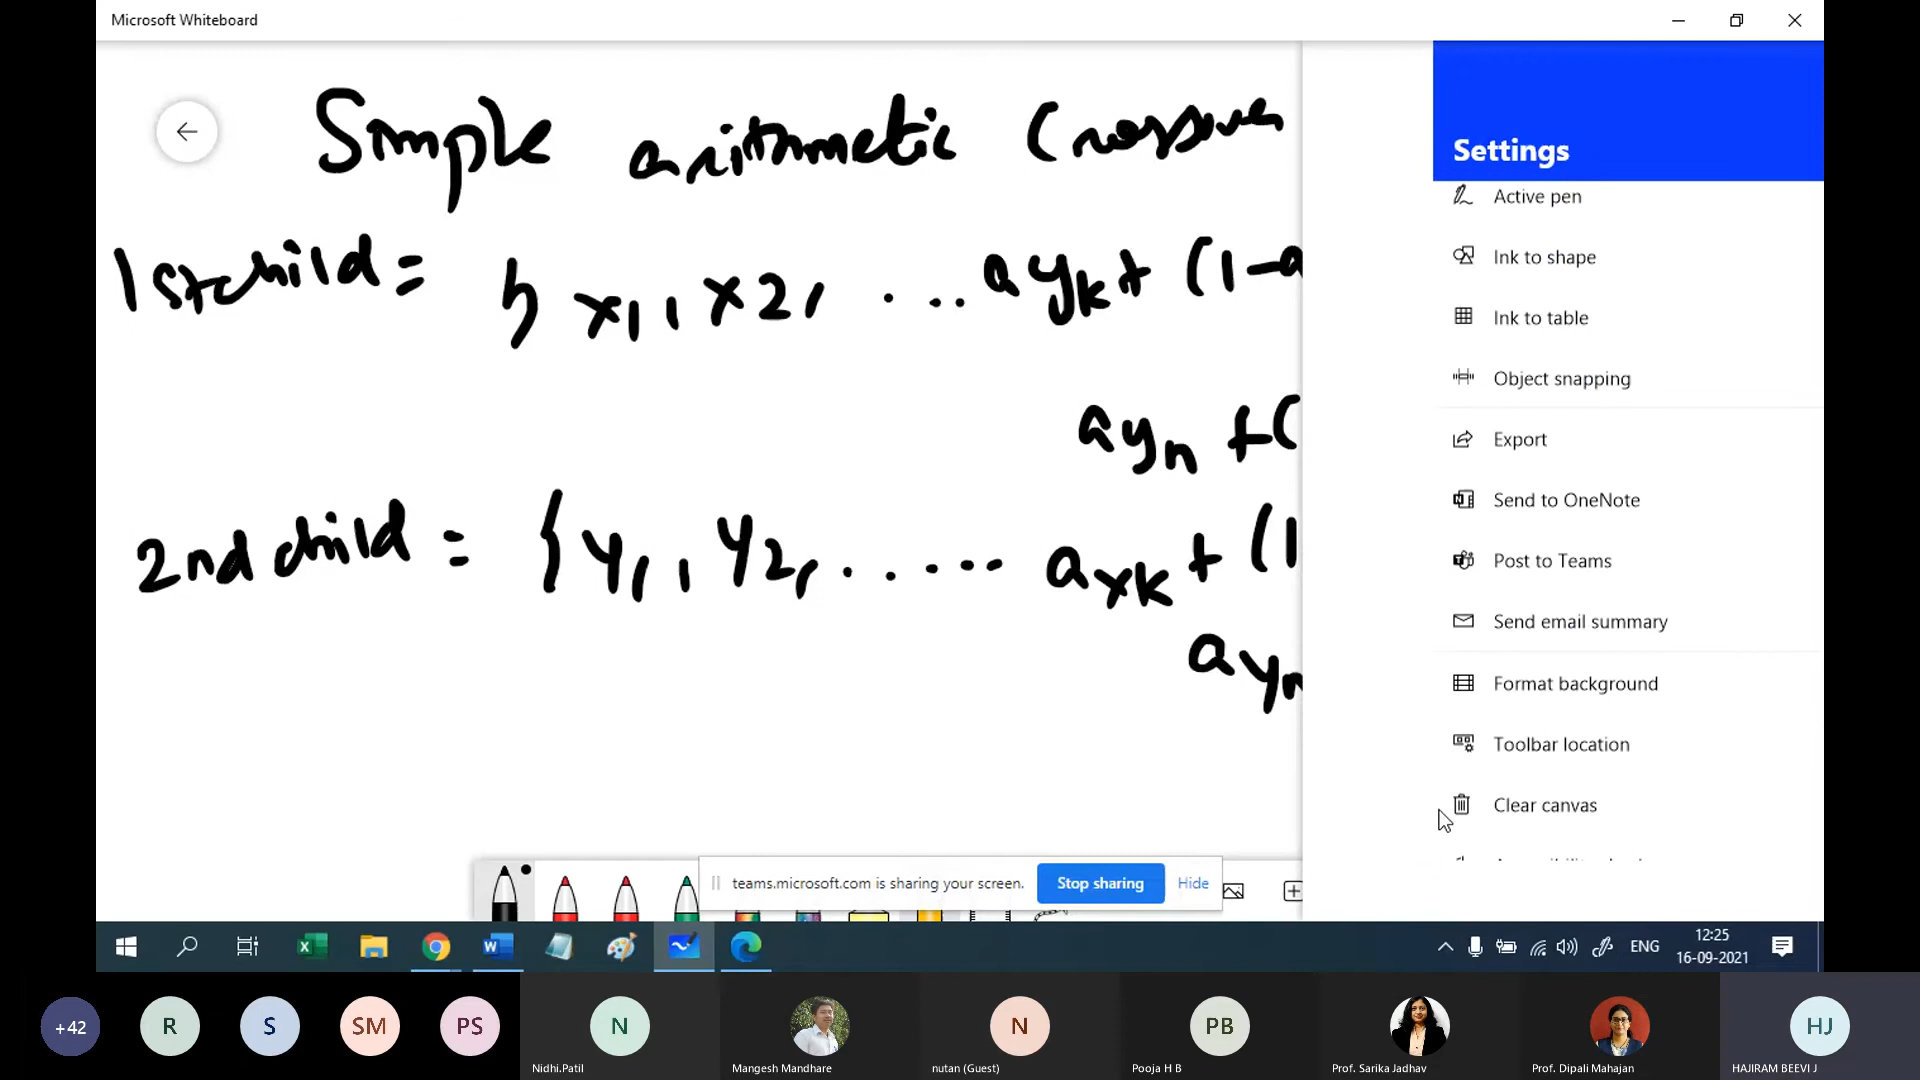 Microsoft Whiteboard
Simple arithmetic Crossover
1st child = { x1, x2, .... ayk + (1-a
ayn + (
2nd child = { y1, y2, ..... axk + (1
ayn
Settings
Active pen
Ink to shape
Ink to table
Object snapping
Export
Send to OneNote
Post to Teams
Send email summary
Format background
Toolbar location
Clear canvas
teams.microsoft.com is sharing your screen.
Stop sharing
Hide
ENG
12:25
16-09-2021
+42
R
S
SM
PS
N
N
PB
HJ
Nidhi.Patil
Mangesh Mandhare
nutan (Guest)
Pooja H B
Prof. Sarika Jadhav
Prof. Dipali Mahajan
HAJIRAM BEEVI J